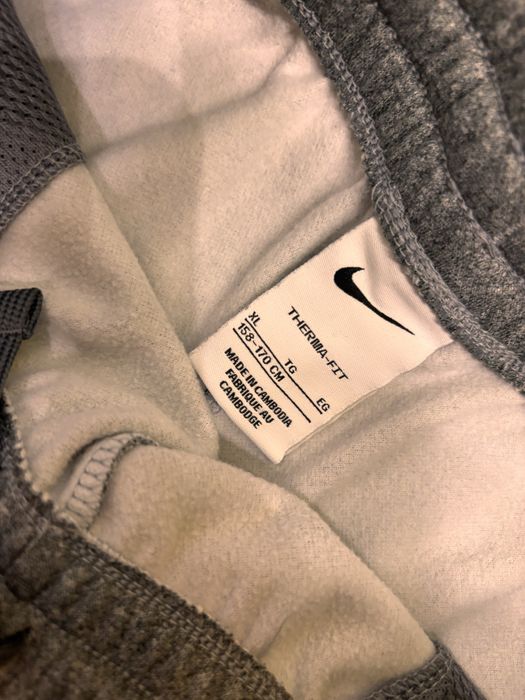 THERMA-FIT
XL TG EG
158-170 CM
MADE IN CAMBODIA
FABRIQUE AU
CAMBODGE